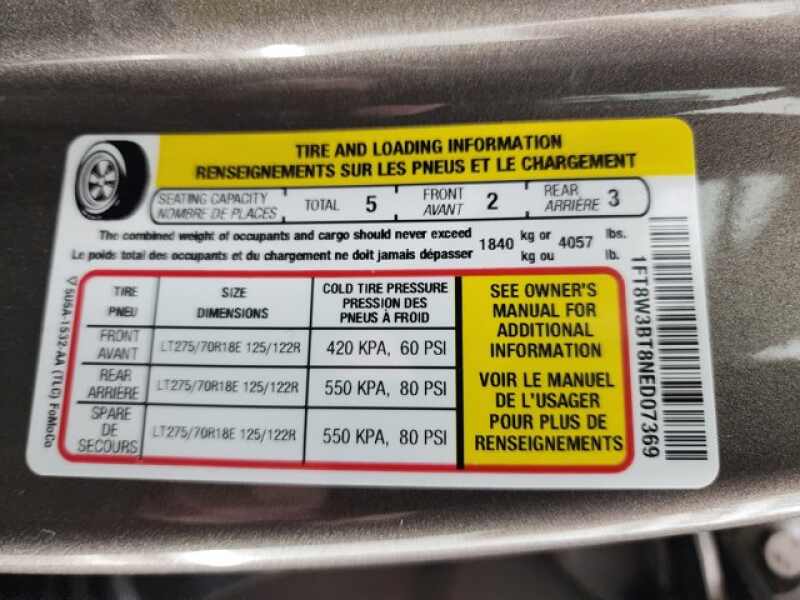 TIRE AND LOADING INFORMATION
RENSEIGNEMENTS SUR LES PNEUS ET LE CHARGEMENT
SEATING CAPACITY
NOMBRE DE PLACES
TOTAL 5
FRONT
AVANT
2
REAR
ARRIÈRE
3
The combined weight of occupants and cargo should never exceed
Le poids total des occupants et du chargement ne doit jamais dépasser
1840
kg or
kg ou
4057
lbs.
lb.
TIRE
PNEU
SIZE
DIMENSIONS
COLD TIRE PRESSURE
PRESSION DES
PNEUS À FROID
FRONT
AVANT
LT275/70R18E 125/122R
420 KPA, 60 PSI
REAR
ARRIÈRE
LT275/70R18E 125/122R
550 KPA, 80 PSI
SPARE
DE
SECOURS
LT275/70R18E 125/122R
550 KPA, 80 PSI
SEE OWNER'S
MANUAL FOR
ADDITIONAL
INFORMATION
VOIR LE MANUEL
DE L'USAGER
POUR PLUS DE
RENSEIGNEMENTS
1FT8W3BT8NED07369
5U5A-1532-AA (TLC) FoMoCo